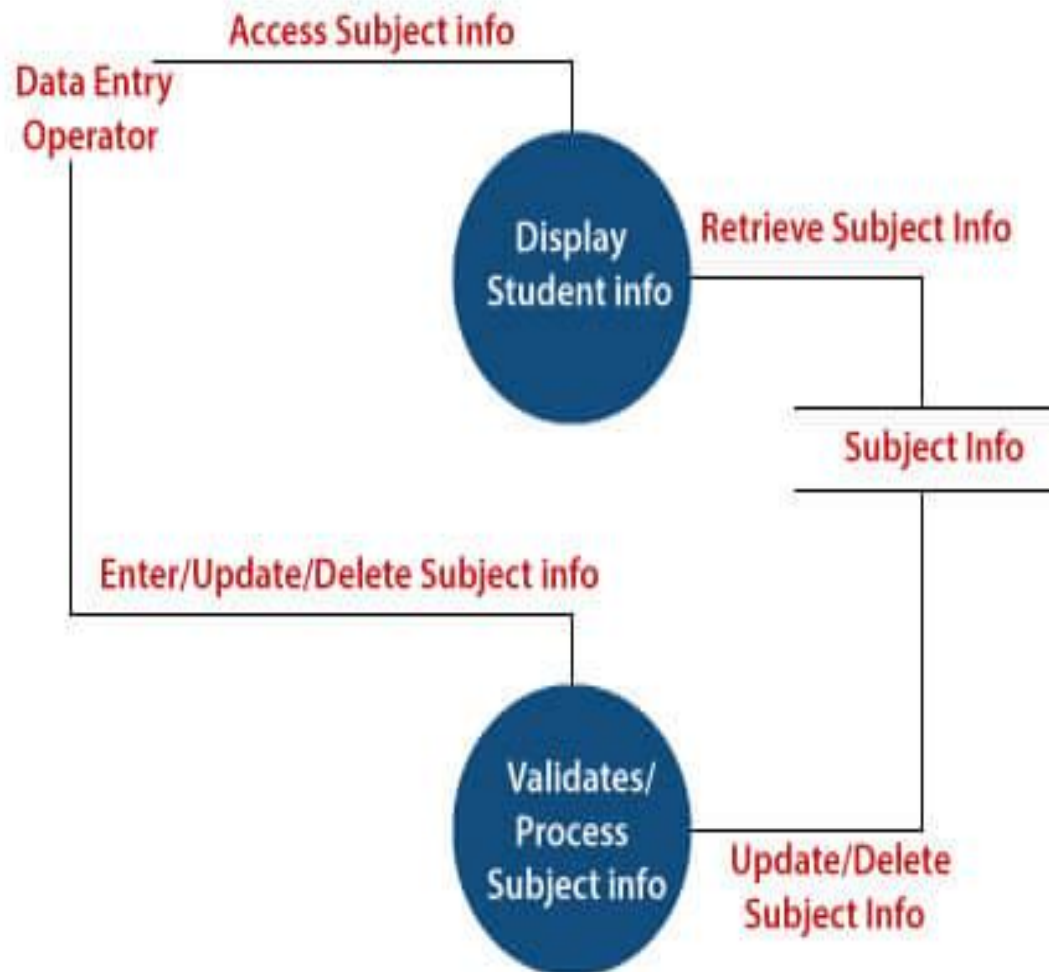 Access Subject info
Data Entry
Operator
Display
Student info
Retrieve Subject Info
Subject Info
Enter/Update/Delete Subject info
Validates/
Process
Subject info
Update/Delete
Subject Info